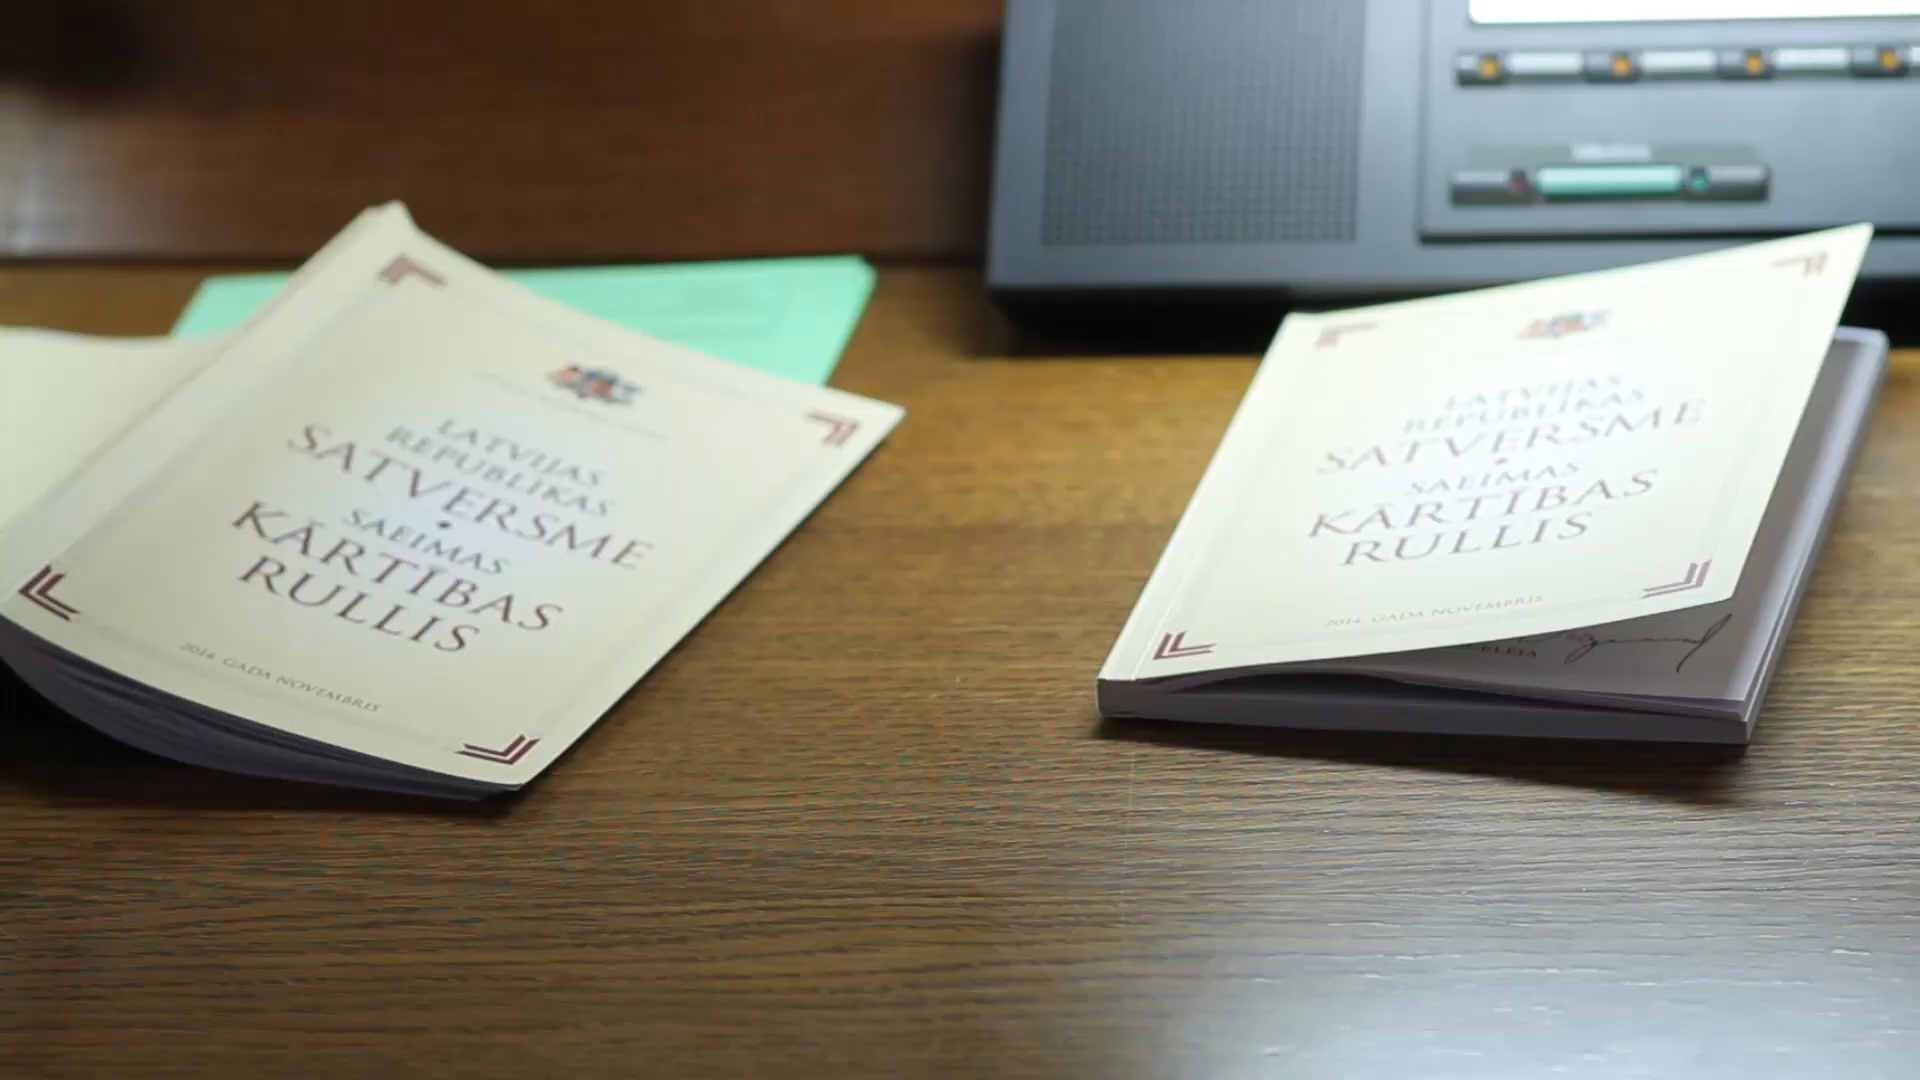 LATVIJAS
REPUBLIKAS
SATVERSME
•
SAEIMAS
KĀRTĪBAS
RULLIS
2014. GADA NOVEMBRIS
LATVIJAS
REPUBLIKAS
SATVERSME
•
SAEIMAS
KĀRTĪBAS
RULLIS
2014. GADA NOVEMBRIS